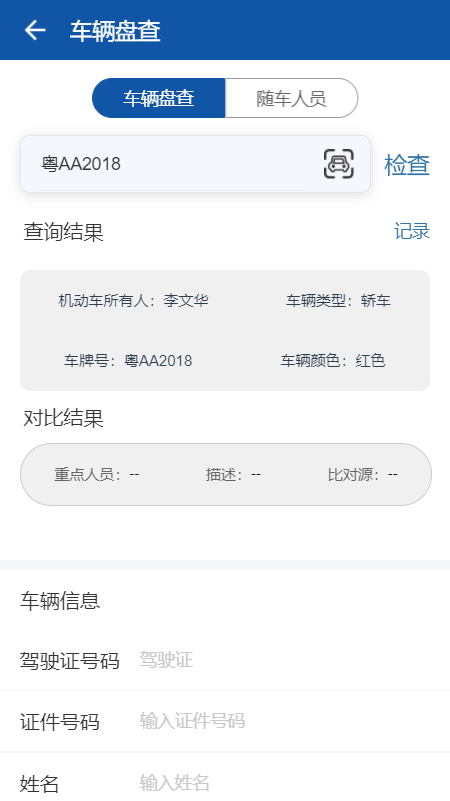 车辆盘查
车辆盘查 随车人员
粤AA2018 检查
查询结果 记录
机动车所有人：李文华 车辆类型：轿车
车牌号：粤AA2018 车辆颜色：红色
对比结果
重点人员：-- 描述：-- 比对源：--
车辆信息
驾驶证号码 驾驶证
证件号码 输入证件号码
姓名 输入姓名